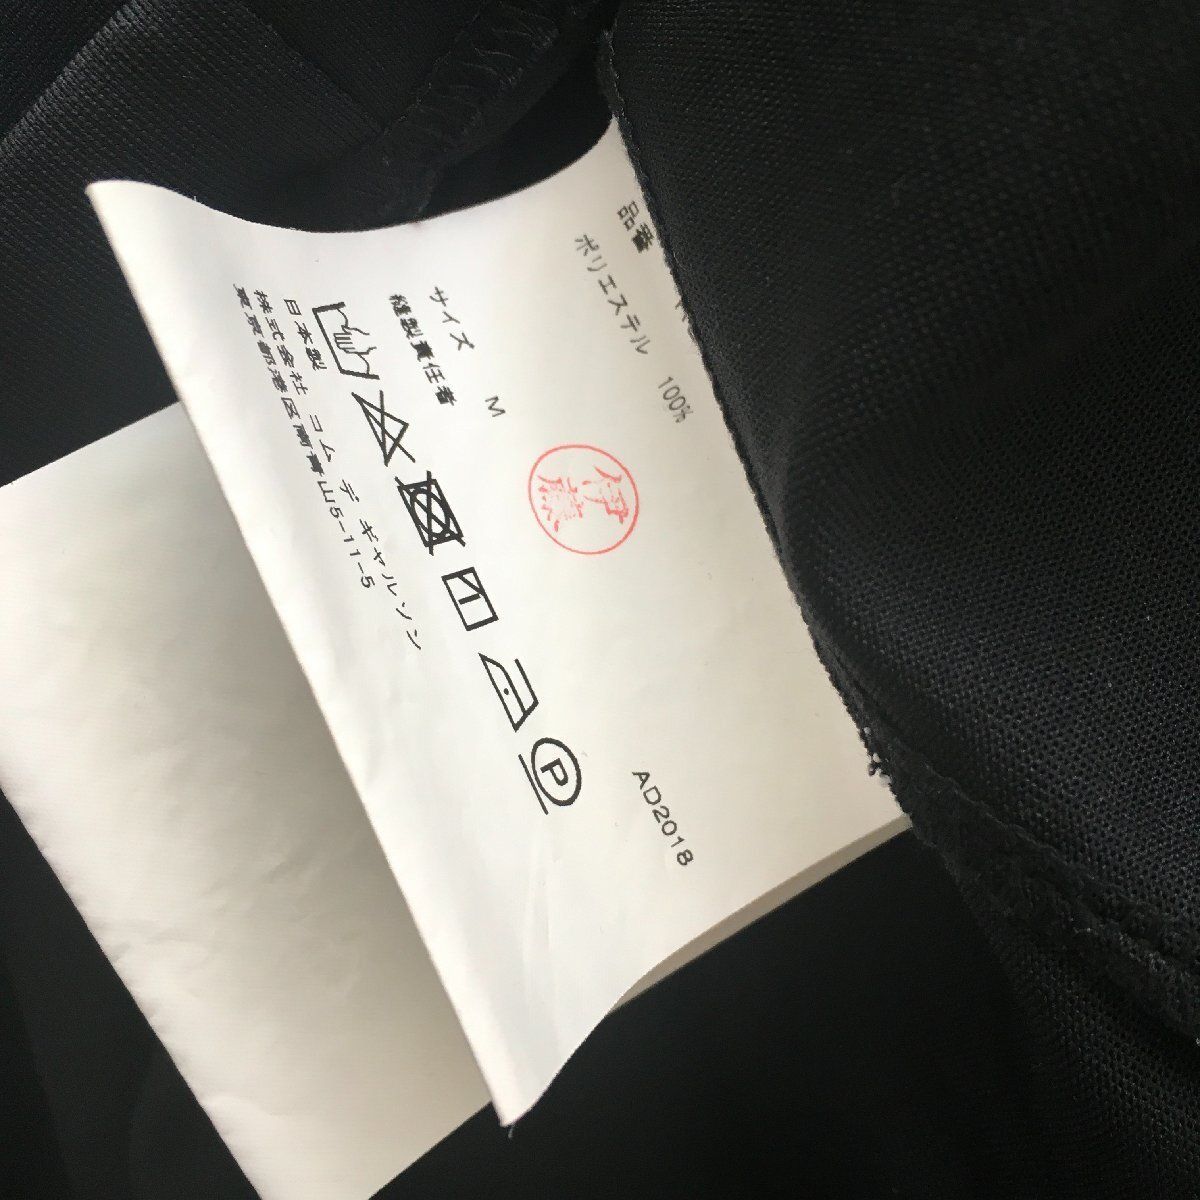 品番
ポリエステル 100%
サイズ M
縫製責任者
伊藤
P
日本製
株式会社 コム デ ギャルソン
東京都港区南青山5-11-5
AD2018